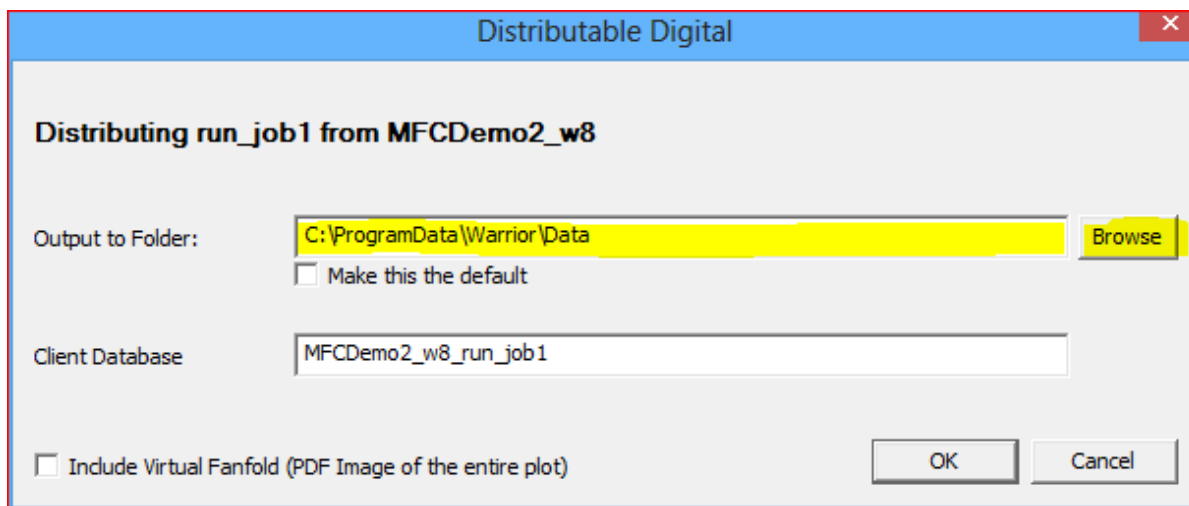 Distributable Digital
Distributing run_job1 from MFCDemo2_w8
Output to Folder: C:\ProgramData\Warrior\Data Browse
Make this the default
Client Database MFCDemo2_w8_run_job1
Include Virtual Fanfold (PDF Image of the entire plot) OK Cancel